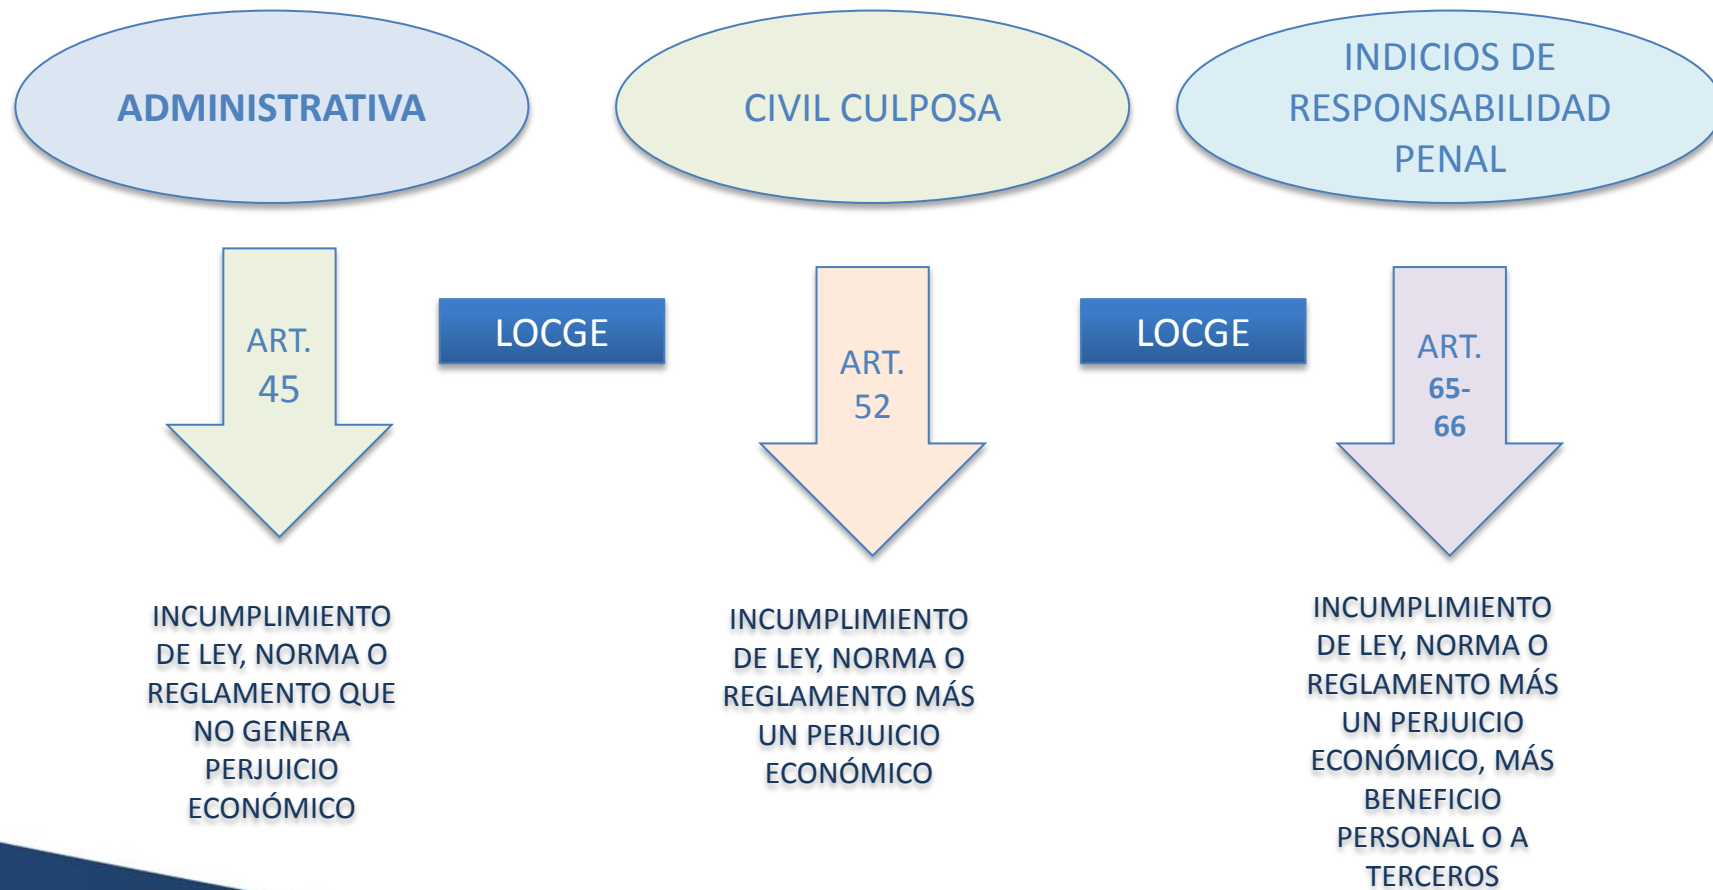 ADMINISTRATIVA
CIVIL CULPOSA
INDICIOS DE
RESPONSABILIDAD
PENAL
ART.
45
LOCGE
ART.
52
LOCGE
ART.
65-
66
INCUMPLIMIENTO
DE LEY, NORMA O
REGLAMENTO QUE
NO GENERA
PERJUICIO
ECONÓMICO
INCUMPLIMIENTO
DE LEY, NORMA O
REGLAMENTO MÁS
UN PERJUICIO
ECONÓMICO
INCUMPLIMIENTO
DE LEY, NORMA O
REGLAMENTO MÁS
UN PERJUICIO
ECONÓMICO, MÁS
BENEFICIO
PERSONAL O A
TERCEROS